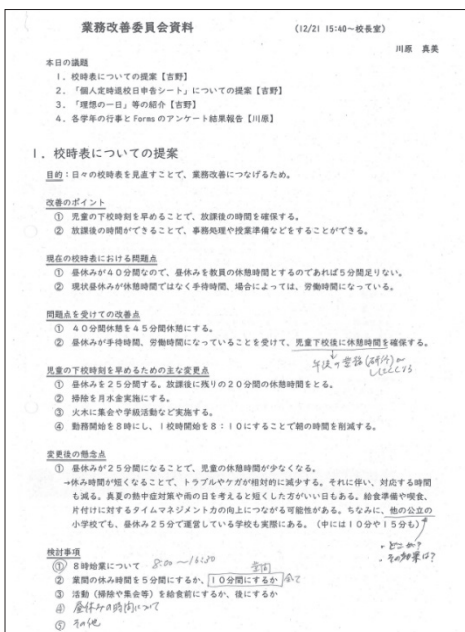 業務改善委員会資料 (12/21 15:40~校長室)
川原 真美
本日の議題
1.校時表についての提案【吉野】
2.「個人定時退校日申告シート」についての提案【吉野】
3.「理想の一日」等の紹介【吉野】
4.各学年の行事と Forms のアンケート結果報告【川原】
1.校時表についての提案
目的:日々の校時表を見直すことで、業務改善につなげるため。
改善のポイント
① 児童の下校時刻を早めることで、放課後の時間を確保する。
② 放課後の時間ができることで、事務処理や授業準備などをすることができる。
現在の校時表における問題点
① 昼休みが40分間なので、昼休みを教員の休憩時間とするのであれば5分間足りない。
② 現状昼休みが休憩時間ではなく手待時間、場合によっては、労働時間になっている。
問題点を受けての改善点
① 40分間休憩を45分間休憩にする。
② 昼休みが手待時間、労働時間になっていることを受けて、児童下校後に休憩時間を確保する。
児童の下校時刻を早めるための主な変更点
① 昼休みを25分間する。放課後に残りの20分間の休憩時間をとる。
② 掃除を月水金実施にする。
③ 火木に集会や学級活動など実施する。
④ 勤務開始を8時にし、1校時開始を8:10にすることで朝の時間を削減する。
変更後の懸念点
① 昼休みが25分間になることで、児童の休憩時間が少なくなる。
→休み時間が短くなることで、トラブルやケガが相対的に減少する。それに伴い、対応する時間
も減る。真夏の熱中症対策や雨の日を考えると短くした方がいい日もある。給食準備や喫食、
片付けに対するタイムマネジメント力の向上につながる可能性がある。ちなみに、他の公立の
小学校でも、昼休み25分で運営している学校も実際にある。(中には10分や15分も)
・どこか?
・その効果は?
検討事項
① 8時始業について 8:00~16:30
② 業間の休み時間を5分間にするか、10分間にするか
③ 活動(掃除や集会等)を給食前にするか、後にするか
④ 昼休みの時間について
⑤ その他